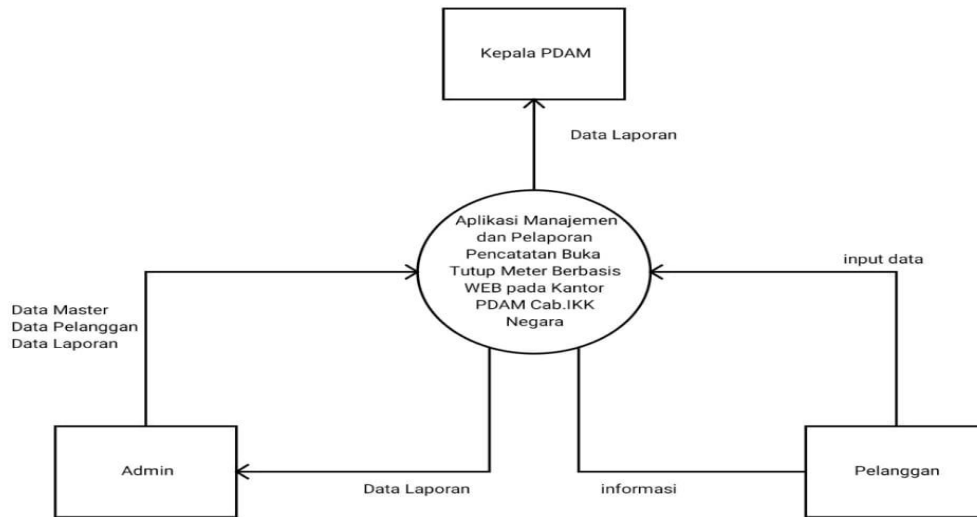 Kepala PDAM
Data Laporan
Aplikasi Manajemen
dan Pelaporan
Pencatatan Buka
Tutup Meter Berbasis
WEB pada Kantor
PDAM Cab.IKK
Negara
input data
Data Master
Data Pelanggan
Data Laporan
Admin
Data Laporan
informasi
Pelanggan